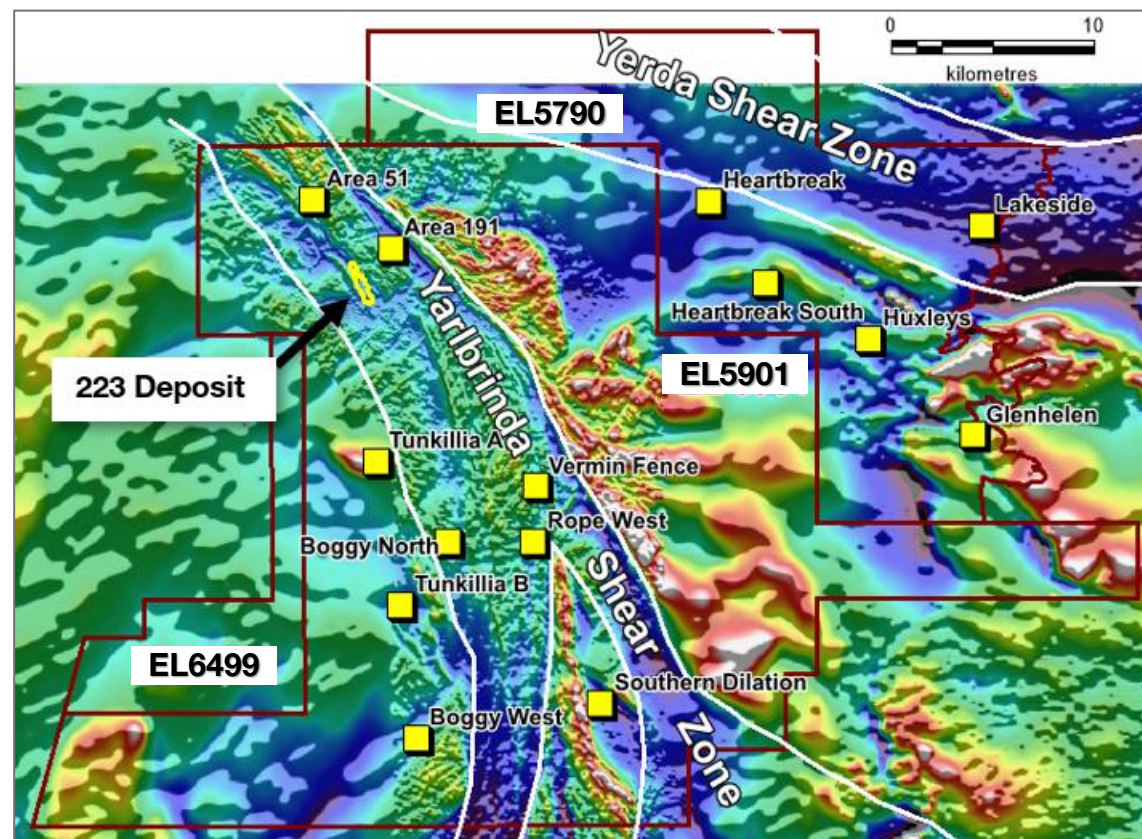 0 10
kilometres
Yerda Shear Zone
EL5790
Area 51
Heartbreak
Lakeside
Area 191
Yarlbrinda Shear Zone
Heartbreak South
Huxleys
223 Deposit
EL5901
Glenhelen
Tunkillia A
Vermin Fence
Rope West
Boggy North
Tunkillia B
EL6499
Southern Dilation
Boggy West